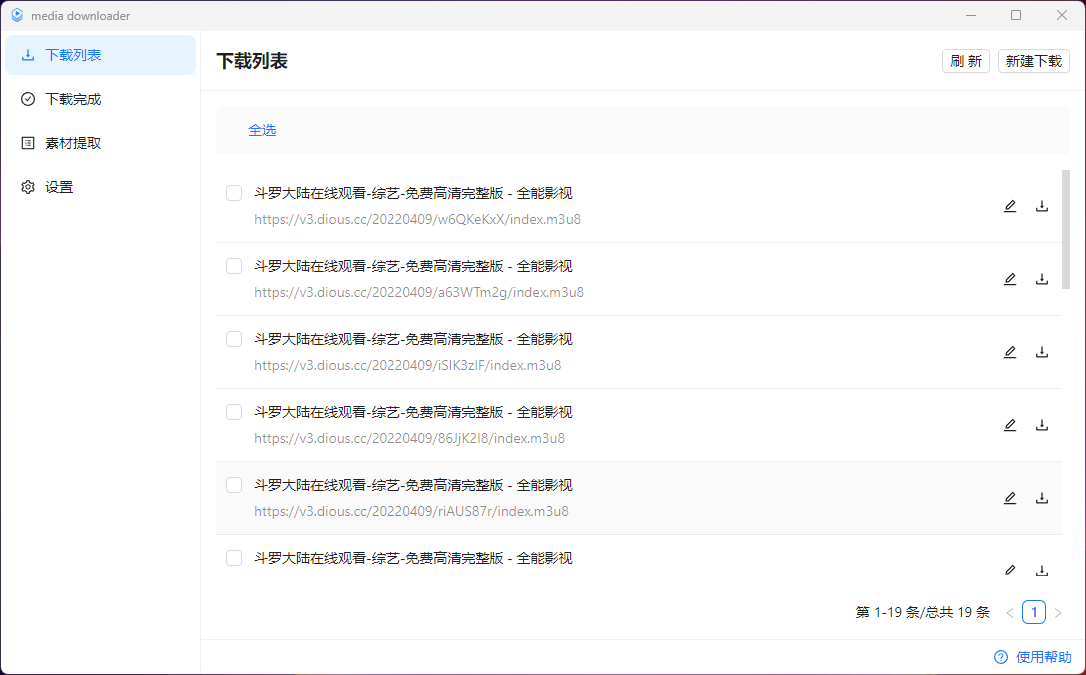 media downloader
下载列表
下载完成
素材提取
设置
下载列表
刷 新
新建下载
全选
斗罗大陆在线观看-综艺-免费高清完整版 - 全能影视
https://v3.dious.cc/20220409/w6QKeKxX/index.m3u8
斗罗大陆在线观看-综艺-免费高清完整版 - 全能影视
https://v3.dious.cc/20220409/a63WTm2g/index.m3u8
斗罗大陆在线观看-综艺-免费高清完整版 - 全能影视
https://v3.dious.cc/20220409/iSIK3zlF/index.m3u8
斗罗大陆在线观看-综艺-免费高清完整版 - 全能影视
https://v3.dious.cc/20220409/86JjK2I8/index.m3u8
斗罗大陆在线观看-综艺-免费高清完整版 - 全能影视
https://v3.dious.cc/20220409/riAUS87r/index.m3u8
斗罗大陆在线观看-综艺-免费高清完整版 - 全能影视
第 1-19 条/总共 19 条
1
使用帮助